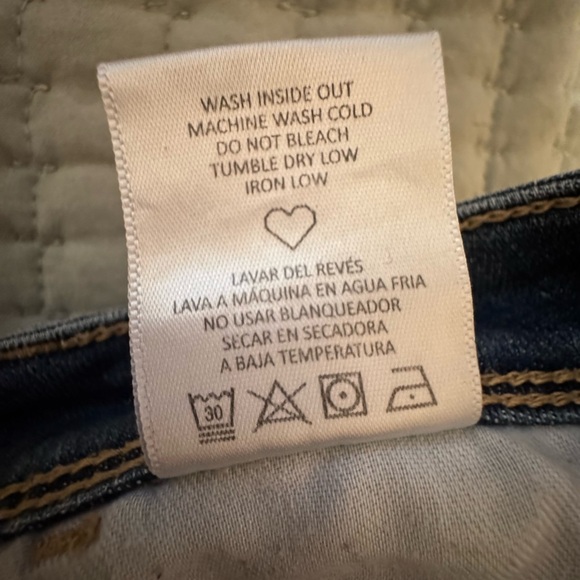 WASH INSIDE OUT
MACHINE WASH COLD
DO NOT BLEACH
TUMBLE DRY LOW
IRON LOW
LAVAR DEL REVÉS
LAVA A MÁQUINA EN AGUA FRIA
NO USAR BLANQUEADOR
SECAR EN SECADORA
A BAJA TEMPERATURA
30